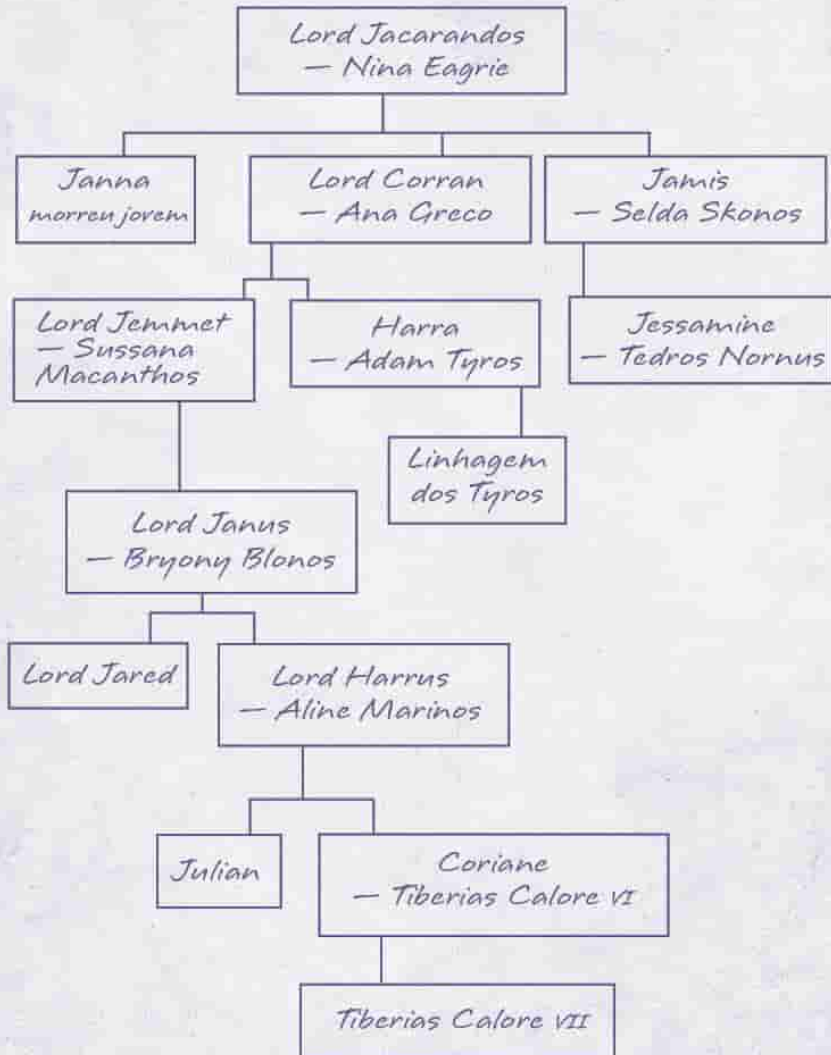 Lord Jacarandos
— Nina Eagrie
Janna
morreu jovem
Lord Corran
— Ana Greco
Jamis
— Selda Skonos
Lord Jemmet
— Sussana
Macanthos
Harra
— Adam Tyros
Jessamine
— Tedros Nornus
Linhagem
dos Tyros
Lord Janus
— Bryony Blonos
Lord Jared
Lord Harrus
— Aline Marinos
Julian
Coriane
— Tiberias Calore VI
Tiberias Calore VII